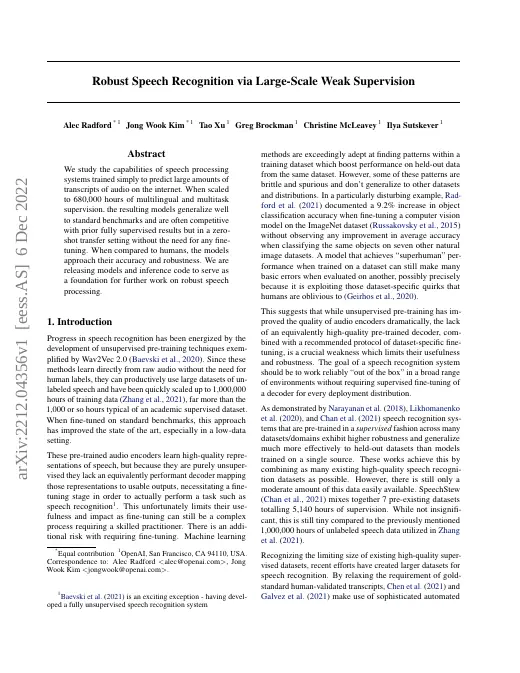 Robust Speech Recognition via Large-Scale Weak Supervision
Alec Radford * 1 Jong Wook Kim * 1 Tao Xu 1 Greg Brockman 1 Christine McLeavey 1 Ilya Sutskever 1
arXiv:2212.04356v1 [eess.AS] 6 Dec 2022
Abstract
We study the capabilities of speech processing
systems trained simply to predict large amounts of
transcripts of audio on the internet. When scaled
to 680,000 hours of multilingual and multitask
supervision, the resulting models generalize well
to standard benchmarks and are often competitive
with prior fully supervised results but in a zero-
shot transfer setting without the need for any fine-
tuning. When compared to humans, the models
approach their accuracy and robustness. We are
releasing models and inference code to serve as
a foundation for further work on robust speech
processing.
1. Introduction
Progress in speech recognition has been energized by the
development of unsupervised pre-training techniques exem-
plified by Wav2Vec 2.0 (Baevski et al., 2020). Since these
methods learn directly from raw audio without the need for
human labels, they can productively use large datasets of un-
labeled speech and have been quickly scaled up to 1,000,000
hours of training data (Zhang et al., 2021), far more than the
1,000 or so hours typical of an academic supervised dataset.
When fine-tuned on standard benchmarks, this approach
has improved the state of the art, especially in a low-data
setting.
These pre-trained audio encoders learn high-quality repre-
sentations of speech, but because they are purely unsuper-
vised they lack an equivalently performant decoder mapping
those representations to usable outputs, necessitating a fine-
tuning stage in order to actually perform a task such as
speech recognition1. This unfortunately limits their use-
fulness and impact as fine-tuning can still be a complex
process requiring a skilled practitioner. There is an addi-
tional risk with requiring fine-tuning. Machine learning
*Equal contribution 1OpenAI, San Francisco, CA 94110, USA.
Correspondence to: Alec Radford <alec@openai.com>, Jong
Wook Kim <jongwook@openai.com>.
1Baevski et al. (2021) is an exciting exception - having devel-
oped a fully unsupervised speech recognition system
methods are exceedingly adept at finding patterns within a
training dataset which boost performance on held-out data
from the same dataset. However, some of these patterns are
brittle and spurious and don't generalize to other datasets
and distributions. In a particularly disturbing example, Rad-
ford et al. (2021) documented a 9.2% increase in object
classification accuracy when fine-tuning a computer vision
model on the ImageNet dataset (Russakovsky et al., 2015)
without observing any improvement in average accuracy
when classifying the same objects on seven other natural
image datasets. A model that achieves “superhuman” per-
formance when trained on a dataset can still make many
basic errors when evaluated on another, possibly precisely
because it is exploiting those dataset-specific quirks that
humans are oblivious to (Geirhos et al., 2020).
This suggests that while unsupervised pre-training has im-
proved the quality of audio encoders dramatically, the lack
of an equivalently high-quality pre-trained decoder, com-
bined with a recommended protocol of dataset-specific fine-
tuning, is a crucial weakness which limits their usefulness
and robustness. The goal of a speech recognition system
should be to work reliably “out of the box” in a broad range
of environments without requiring supervised fine-tuning of
a decoder for every deployment distribution.
As demonstrated by Narayanan et al. (2018), Likhomanenko
et al. (2020), and Chan et al. (2021) speech recognition sys-
tems that are pre-trained in a supervised fashion across many
datasets/domains exhibit higher robustness and generalize
much more effectively to held-out datasets than models
trained on a single source. These works achieve this by
combining as many existing high-quality speech recogni-
tion datasets as possible. However, there is still only a
moderate amount of this data easily available. SpeechStew
(Chan et al., 2021) mixes together 7 pre-existing datasets
totalling 5,140 hours of supervision. While not insignifi-
cant, this is still tiny compared to the previously mentioned
1,000,000 hours of unlabeled speech data utilized in Zhang
et al. (2021).
Recognizing the limiting size of existing high-quality super-
vised datasets, recent efforts have created larger datasets for
speech recognition. By relaxing the requirement of gold-
standard human-validated transcripts, Chen et al. (2021) and
Galvez et al. (2021) make use of sophisticated automated